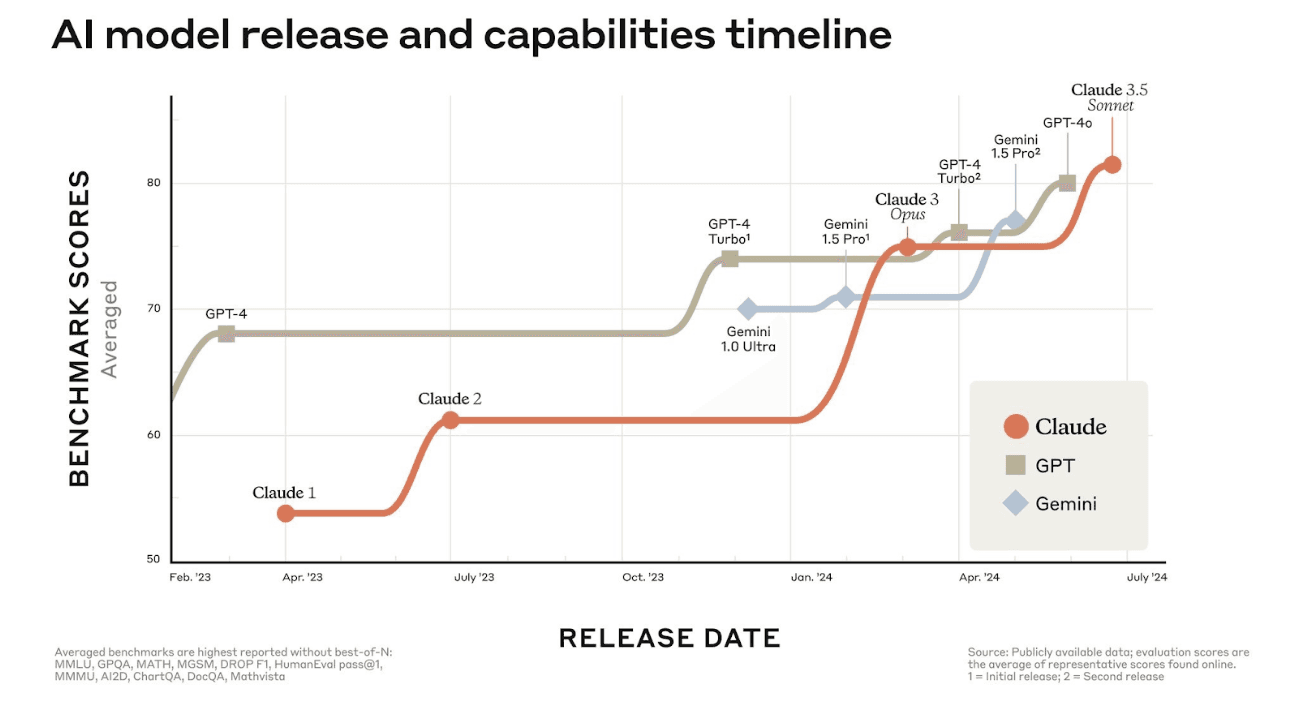 AI model release and capabilities timeline
BENCHMARK SCORES
Averaged
80
70
60
50
GPT-4
Claude 1
Claude 2
GPT-4
Turbo¹
Gemini
1.0 Ultra
Gemini
1.5 Pro¹
Claude 3
Opus
GPT-4
Turbo²
Gemini
1.5 Pro²
GPT-4o
Claude 3.5
Sonnet
Claude
GPT
Gemini
Feb. '23
Apr. '23
July '23
Oct. '23
Jan. '24
Apr. '24
July '24
RELEASE DATE
Averaged benchmarks are highest reported without best-of-N:
MMLU, GPQA, MATH, MGSM, DROP F1, HumanEval pass@1,
MMMU, AI2D, ChartQA, DocQA, Mathvista
Source: Publicly available data; evaluation scores are
the average of representative scores found online.
1 = Initial release; 2 = Second release